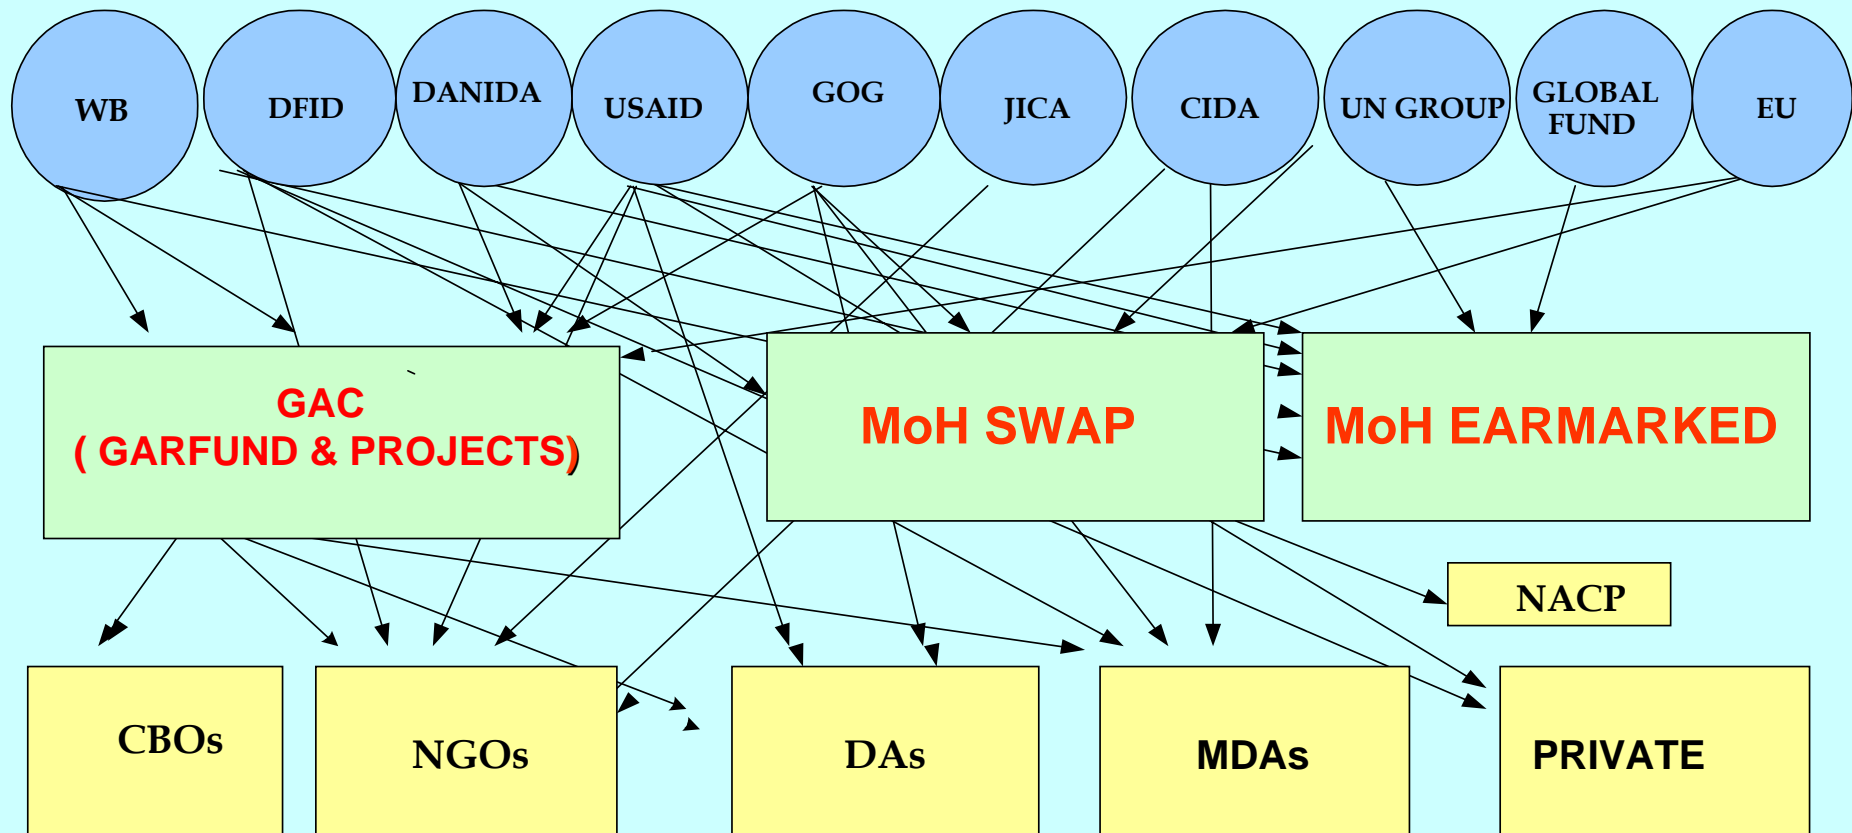 WB
DFID
DANIDA
USAID
GOG
JICA
CIDA
UN GROUP
GLOBAL
FUND
EU
GAC
( GARFUND & PROJECTS)
MoH SWAP
MoH EARMARKED
NACP
CBOs
NGOs
DAs
MDAs
PRIVATE